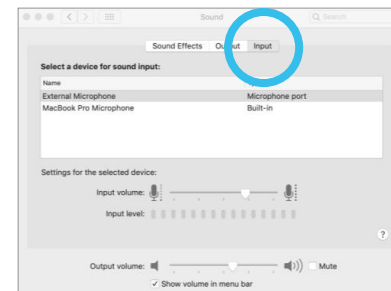 Sound
Search
Sound Effects Output Input
Select a device for sound input:
Name
External Microphone Microphone port
MacBook Pro Microphone Built-in
Settings for the selected device:
Input volume:
Input level:
?
Output volume: Mute
Show volume in menu bar